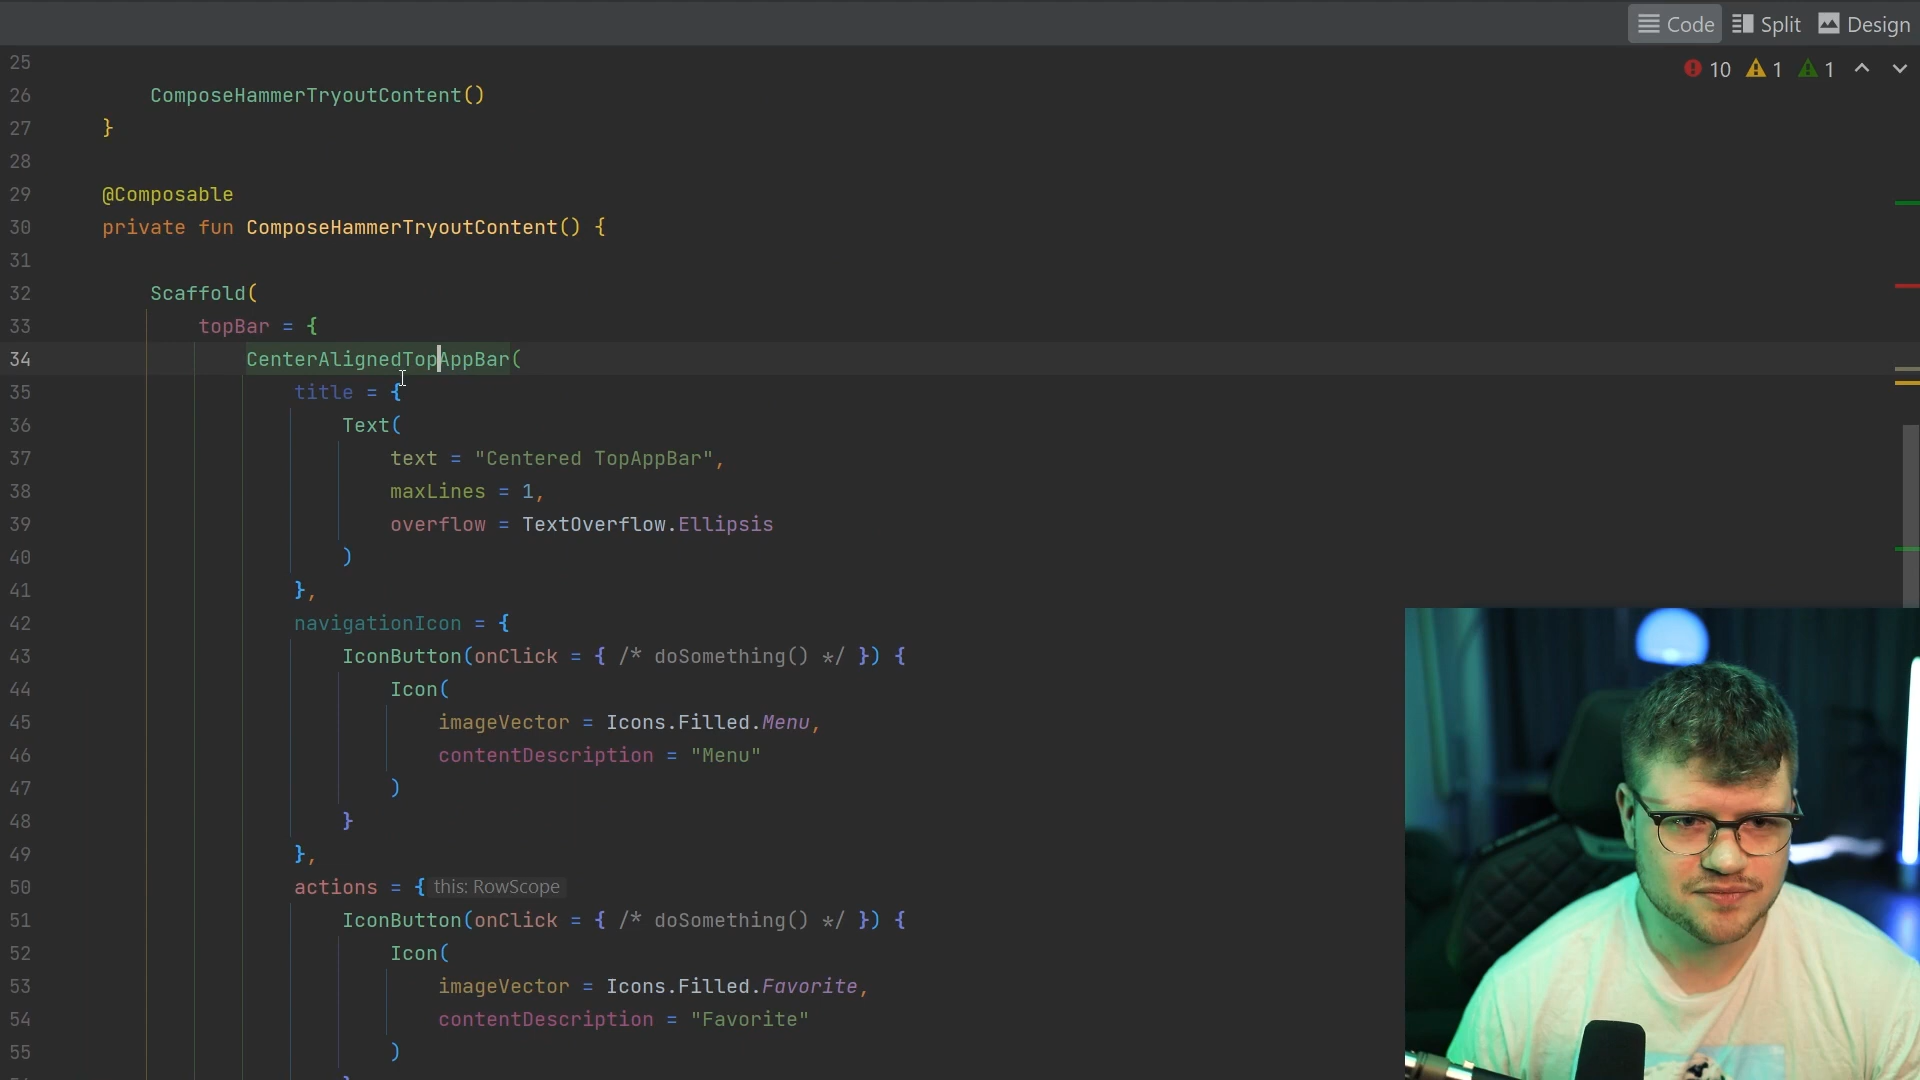 Code Split Design
25
10 1 1
26 ComposeHammerTryoutContent()
27 }
28
29 @Composable
30 private fun ComposeHammerTryoutContent() {
31
32 Scaffold(
33 topBar = {
34 CenterAlignedTopAppBar(
35 title = {
36 Text(
37 text = "Centered TopAppBar",
38 maxLines = 1,
39 overflow = TextOverflow.Ellipsis
40 )
41 },
42 navigationIcon = {
43 IconButton(onClick = { /* doSomething() */ }) {
44 Icon(
45 imageVector = Icons.Filled.Menu,
46 contentDescription = "Menu"
47 )
48 }
49 },
50 actions = { this: RowScope
51 IconButton(onClick = { /* doSomething() */ }) {
52 Icon(
53 imageVector = Icons.Filled.Favorite,
54 contentDescription = "Favorite"
55 )